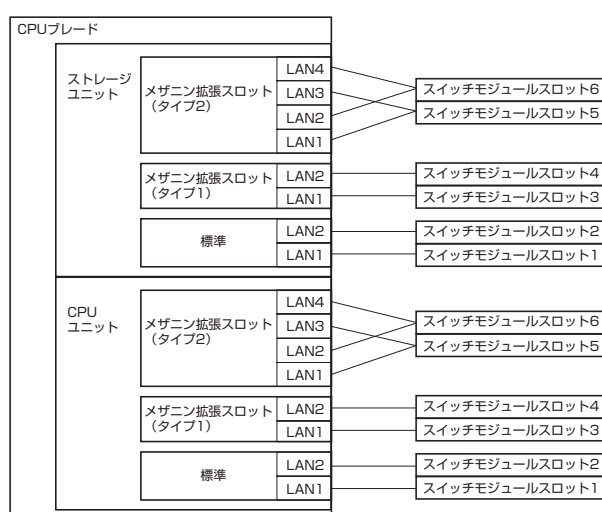 CPUブレード
ストレージ
ユニット
メザニン拡張スロット
（タイプ2）
LAN4
LAN3
LAN2
LAN1
スイッチモジュールスロット6
スイッチモジュールスロット5
メザニン拡張スロット
（タイプ1）
LAN2
LAN1
スイッチモジュールスロット4
スイッチモジュールスロット3
標準
LAN2
LAN1
スイッチモジュールスロット2
スイッチモジュールスロット1
CPU
ユニット
メザニン拡張スロット
（タイプ2）
LAN4
LAN3
LAN2
LAN1
スイッチモジュールスロット6
スイッチモジュールスロット5
メザニン拡張スロット
（タイプ1）
LAN2
LAN1
スイッチモジュールスロット4
スイッチモジュールスロット3
標準
LAN2
LAN1
スイッチモジュールスロット2
スイッチモジュールスロット1